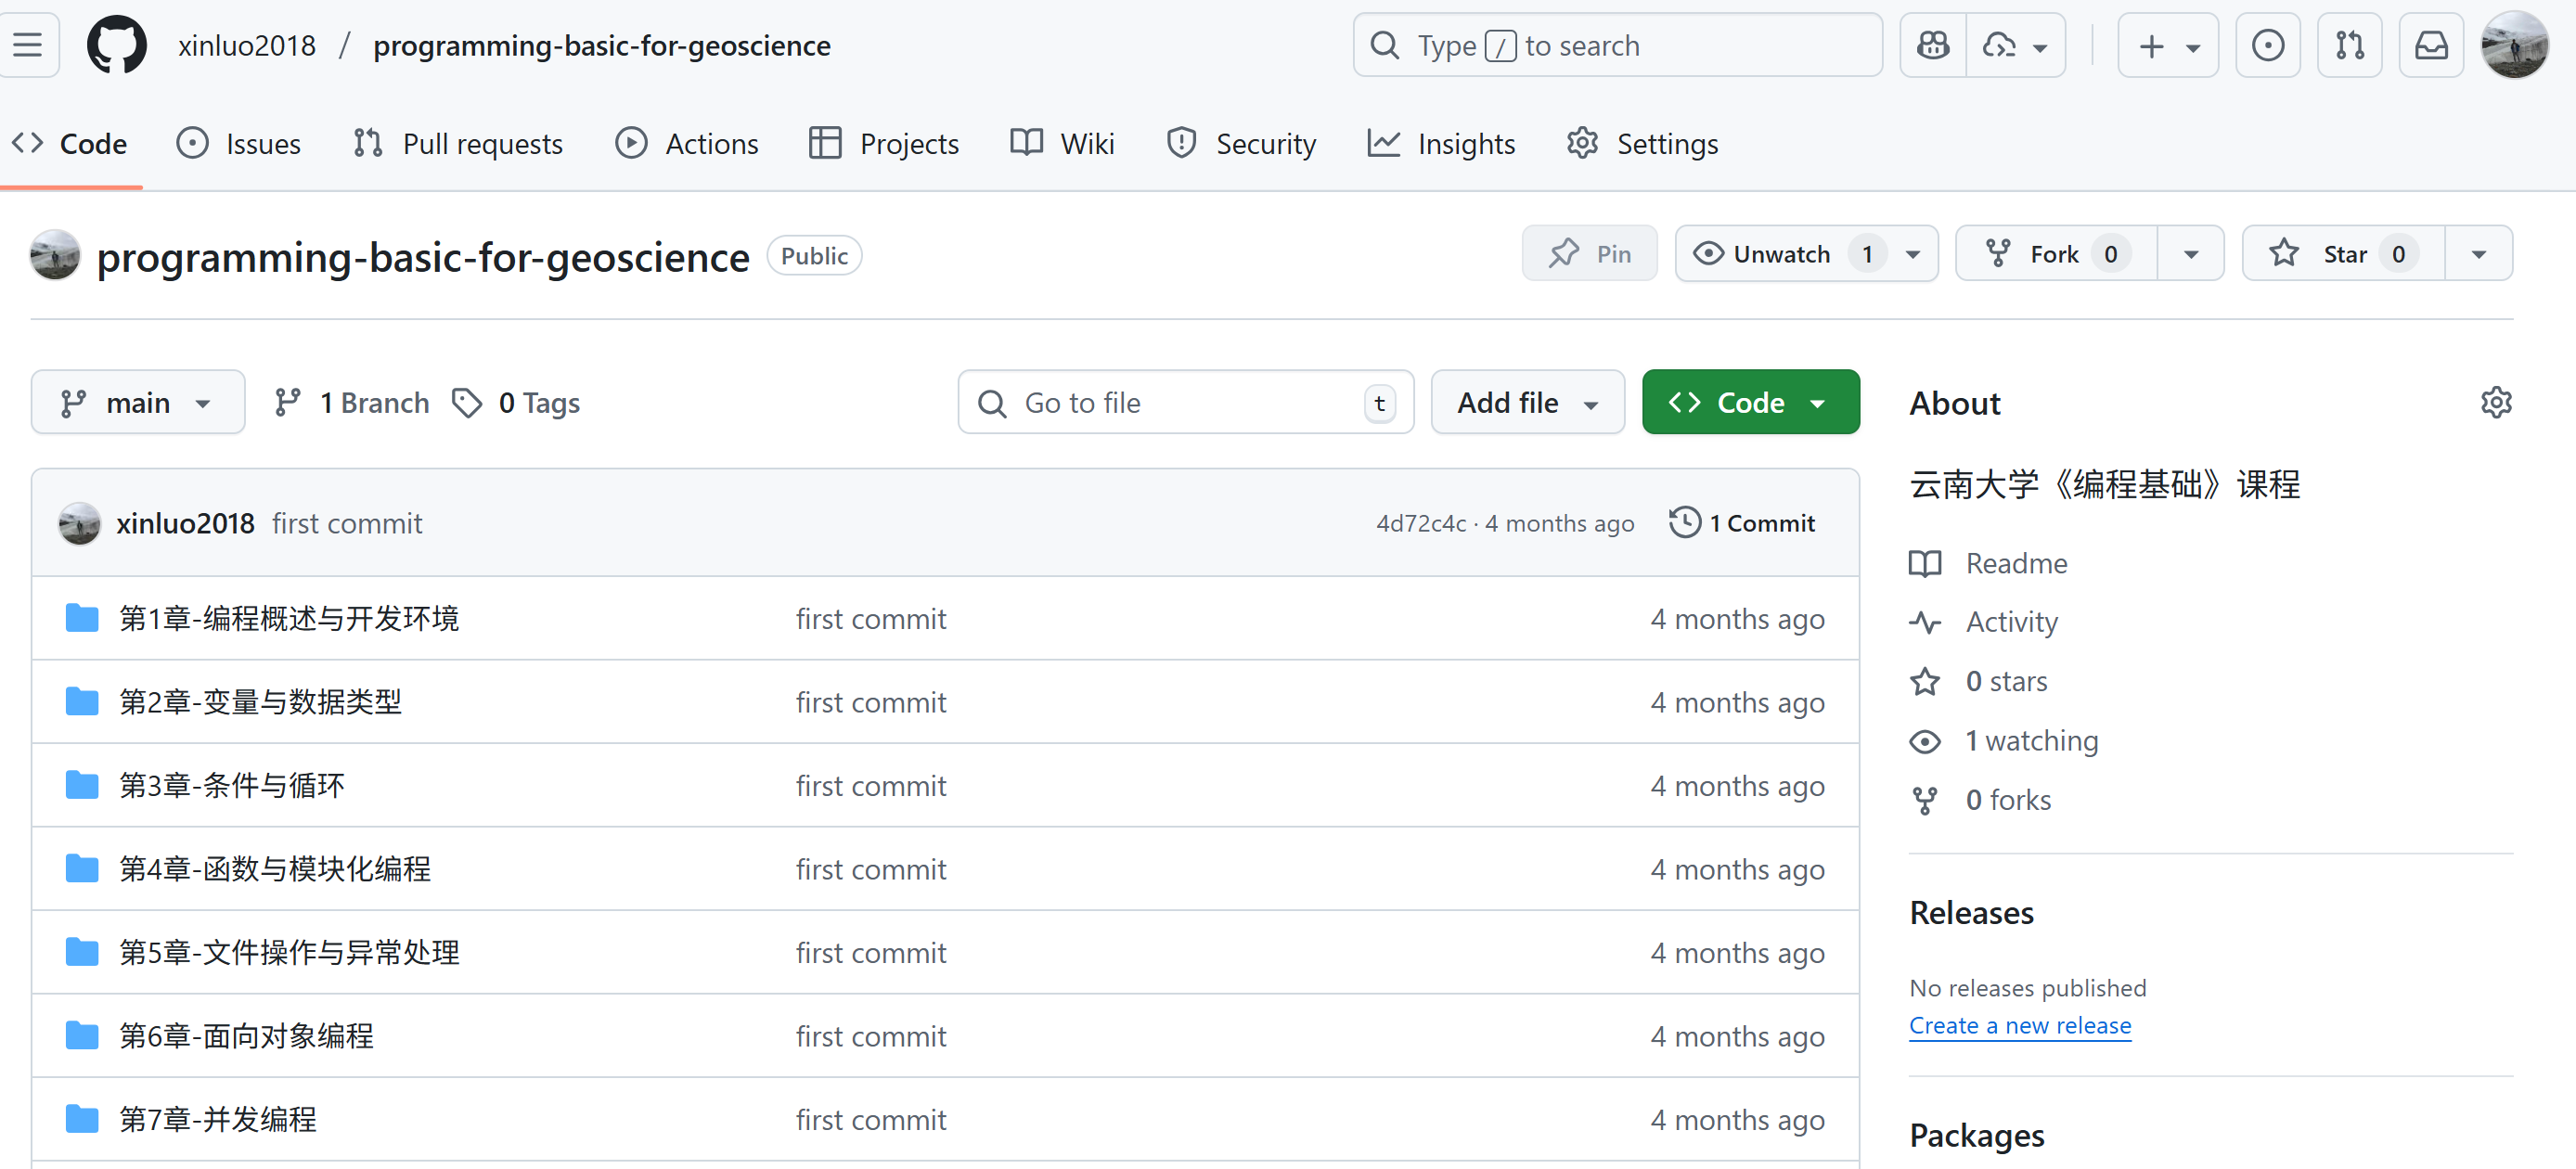 xinluo2018 / programming-basic-for-geoscience
Type / to search
Code Issues Pull requests Actions Projects Wiki Security Insights Settings
programming-basic-for-geoscience Public
Pin Unwatch 1 Fork 0 Star 0
main 1 Branch 0 Tags
Go to file t Add file Code
xinluo2018 first commit 4d72c4c · 4 months ago 1 Commit
第1章-编程概述与开发环境 first commit 4 months ago
第2章-变量与数据类型 first commit 4 months ago
第3章-条件与循环 first commit 4 months ago
第4章-函数与模块化编程 first commit 4 months ago
第5章-文件操作与异常处理 first commit 4 months ago
第6章-面向对象编程 first commit 4 months ago
第7章-并发编程 first commit 4 months ago
About
云南大学《编程基础》课程
Readme
Activity
0 stars
1 watching
0 forks
Releases
No releases published
Create a new release
Packages